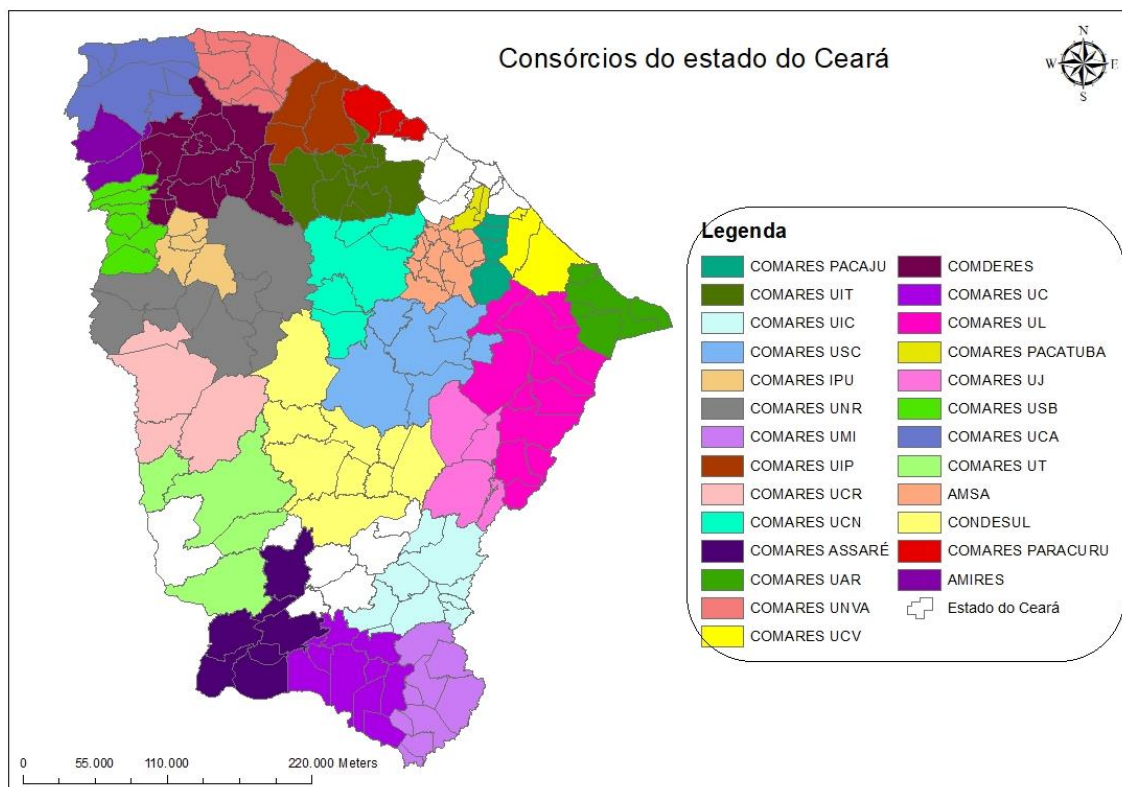 Consórcios do estado do Ceará
N
W E
S
Legenda
COMARES PACAJU
COMARES UIT
COMARES UIC
COMARES USC
COMARES IPU
COMARES UNR
COMARES UMI
COMARES UIP
COMARES UCR
COMARES UCN
COMARES ASSARÉ
COMARES UAR
COMARES UNVA
COMARES UCV
COMDERES
COMARES UC
COMARES UL
COMARES PACATUBA
COMARES UJ
COMARES USB
COMARES UCA
COMARES UT
AMSA
CONDESUL
COMARES PARACURU
AMIRES
Estado do Ceará
0 55.000 110.000 220.000 Meters